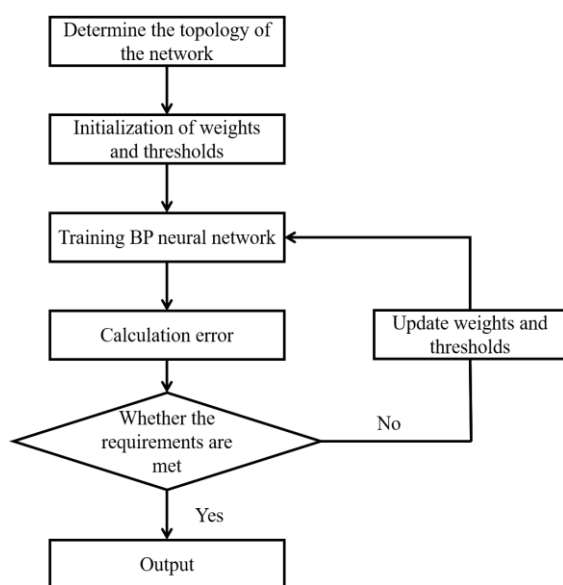 Determine the topology of
the network
Initialization of weights
and thresholds
Training BP neural network
Calculation error
Update weights and
thresholds
Whether the
requirements are
met
No
Yes
Output